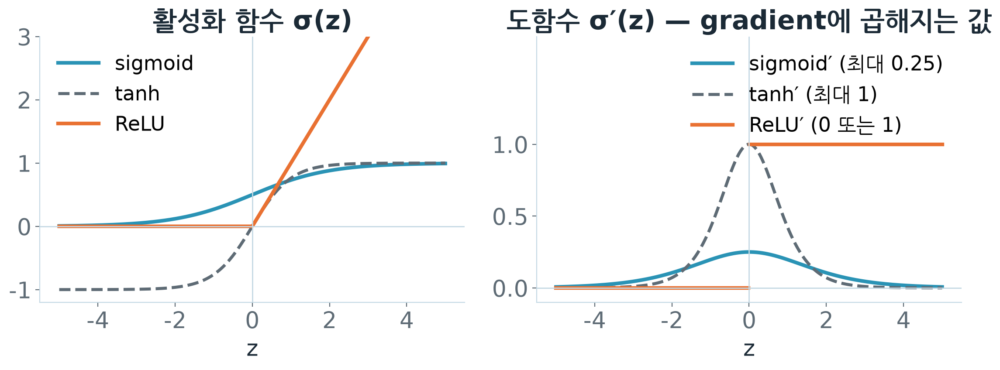 활성화 함수 σ(z)
3
2
1
0
-1
sigmoid
tanh
ReLU
-4 -2 0 2 4
z
도함수 σ′(z) — gradient에 곱해지는 값
1.0
0.5
0.0
sigmoid′ (최대 0.25)
tanh′ (최대 1)
ReLU′ (0 또는 1)
-4 -2 0 2 4
z